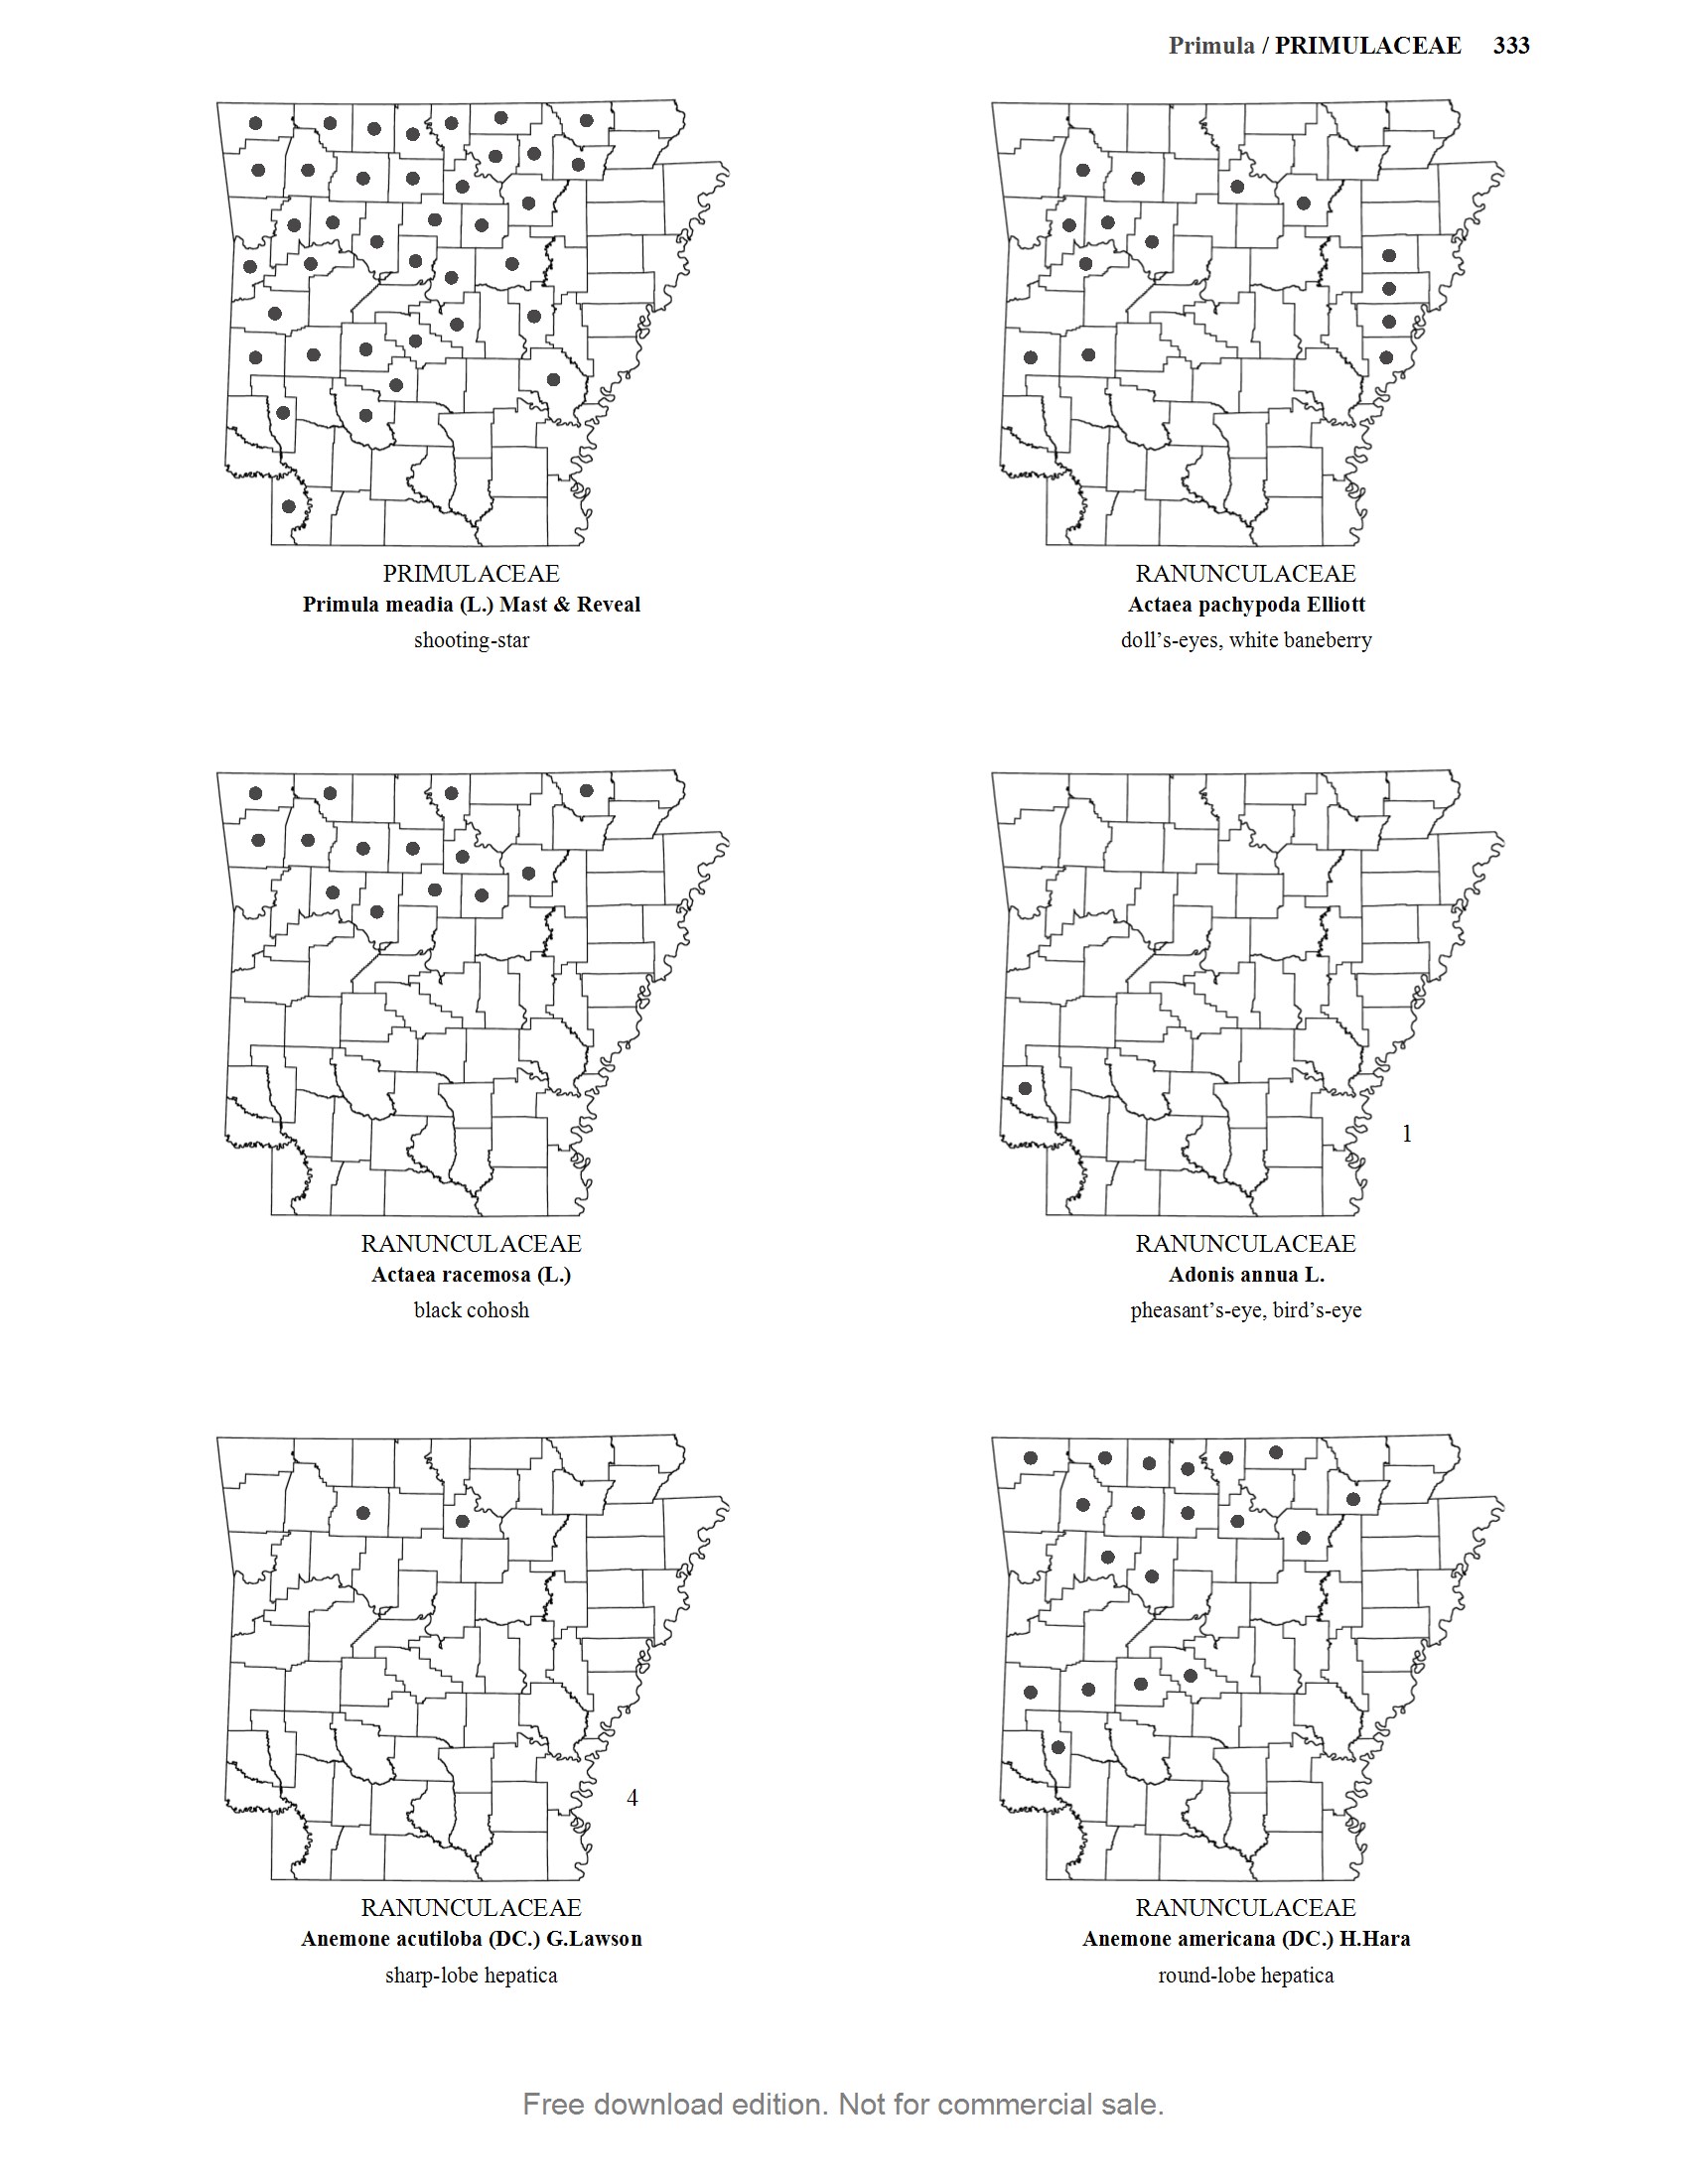 Primula / PRIMULACEAE 333
PRIMULACEAE
Primula meadia (L.) Mast & Reveal
shooting-star
RANUNCULACEAE
Actaea pachypoda Elliott
doll’s-eyes, white baneberry
RANUNCULACEAE
Actaea racemosa (L.)
black cohosh
1
RANUNCULACEAE
Adonis annua L.
pheasant’s-eye, bird’s-eye
4
RANUNCULACEAE
Anemone acutiloba (DC.) G.Lawson
sharp-lobe hepatica
RANUNCULACEAE
Anemone americana (DC.) H.Hara
round-lobe hepatica
Free download edition. Not for commercial sale.